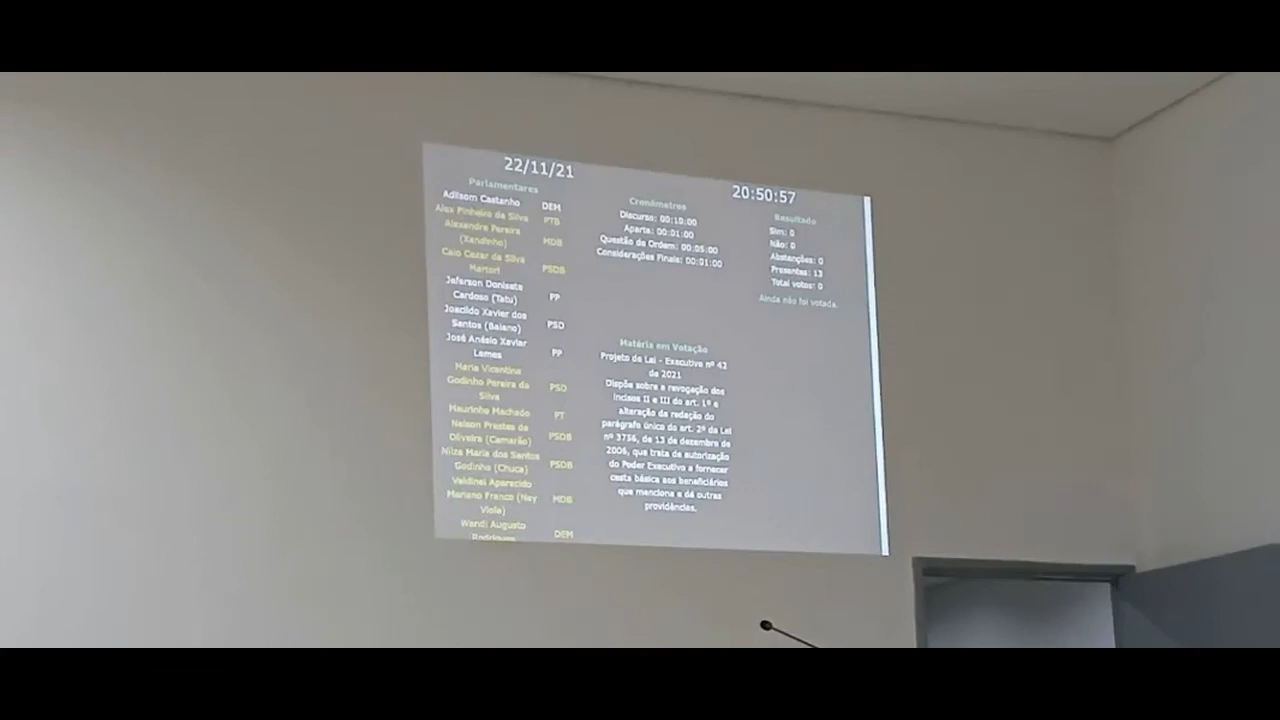 22/11/21
20:50:57
Parlamentares
Adilsom Castanho DEM
Alex Pinheiro da Silva PTB
Alexandre Pereira
(Xandinho) MDB
Caio Cezar da Silva
Martori PSDB
Jeferson Donisete
Cardoso (Tatu) PP
Joacildo Xavier dos
Santos (Baiano) PSD
José Anésio Xavier
Lemes PP
Maria Vicentina
Godinho Pereira da
Silva PSD
Maurinho Machado PT
Nelson Prestes de
Oliveira (Camarão) PSDB
Nilza Maria dos Santos
Godinho (Chuca) PSDB
Valdinei Aparecido
Mariano Franco (Ney
Viola) MDB
Wandi Augusto
Rodrigues DEM
Cronômetros
Discurso: 00:10:00
Aparte: 00:01:00
Questão de Ordem: 00:05:00
Considerações Finais: 00:01:00
Resultado
Sim: 0
Não: 0
Abstenções: 0
Presentes: 13
Total votos: 0
Ainda não foi votada.
Matéria em Votação
Projeto de Lei - Executivo nº 42
de 2021
Dispõe sobre a revogação dos
incisos II e III do art. 1º e
alteração da redação do
parágrafo único do art. 2º da Lei
nº 3756, de 13 de dezembro de
2006, que trata de autorização
do Poder Executivo a fornecer
cesta básica aos beneficiários
que menciona e dá outras
providências.